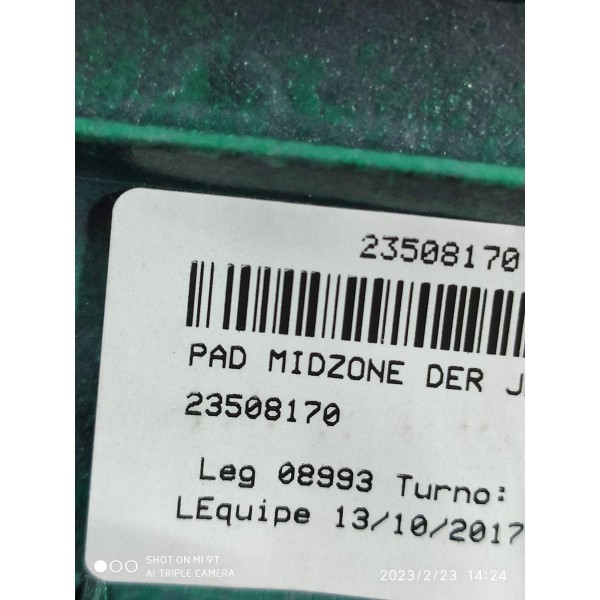 23508170
PAD MIDZONE DER
23508170
Leg 08993 Turno:
LEquipe 13/10/2017
SHOT ON MI 9T
AI TRIPLE CAMERA
2023/2/23 14:24